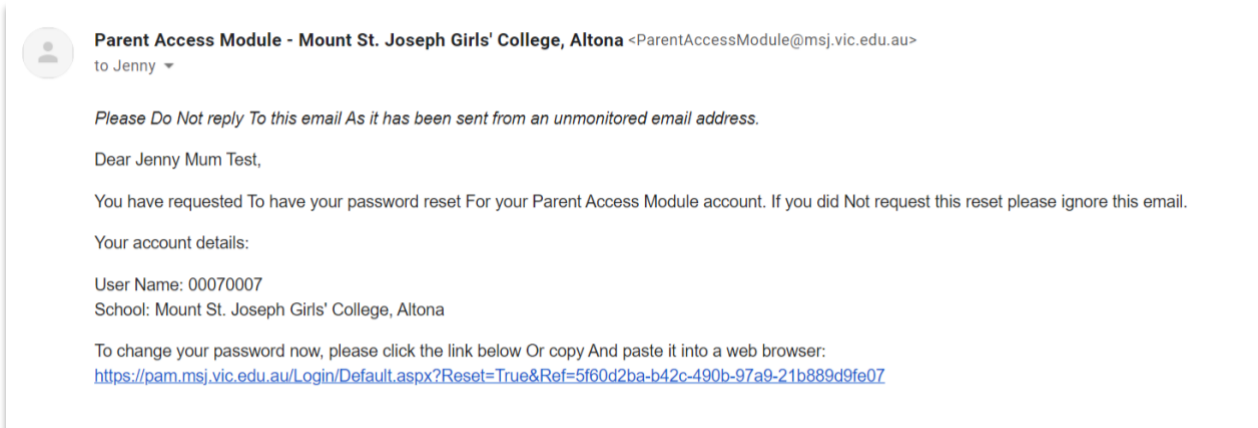 Parent Access Module - Mount St. Joseph Girls' College, Altona <ParentAccessModule@msj.vic.edu.au>
to Jenny
Please Do Not reply To this email As it has been sent from an unmonitored email address.
Dear Jenny Mum Test,
You have requested To have your password reset For your Parent Access Module account. If you did Not request this reset please ignore this email.
Your account details:
User Name: 00070007
School: Mount St. Joseph Girls' College, Altona
To change your password now, please click the link below Or copy And paste it into a web browser:
https://pam.msj.vic.edu.au/Login/Default.aspx?Reset=True&Ref=5f60d2ba-b42c-490b-97a9-21b889d9fe07